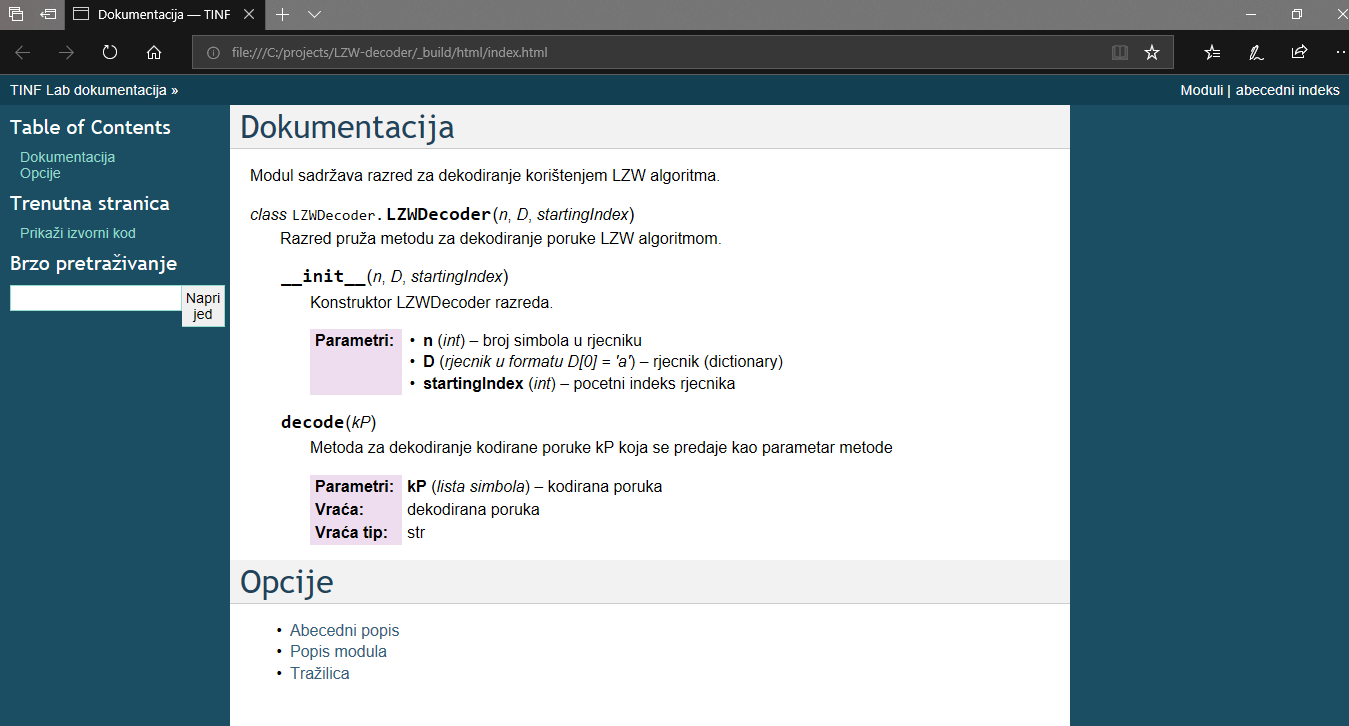 Dokumentacija — TINF
file:///C:/projects/LZW-decoder/_build/html/index.html
TINF Lab dokumentacija »
Moduli | abecedni indeks
Table of Contents
Dokumentacija
Opcije
Trenutna stranica
Prikaži izvorni kod
Brzo pretraživanje
Napri
jed
Dokumentacija
Modul sadržava razred za dekodiranje korištenjem LZW algoritma.
class LZWDecoder.LZWDecoder(n, D, startingIndex)
Razred pruža metodu za dekodiranje poruke LZW algoritmom.
__init__(n, D, startingIndex)
Konstruktor LZWDecoder razreda.
Parametri:
• n (int) – broj simbola u rjecniku
• D (rjecnik u formatu D[0] = 'a') – rjecnik (dictionary)
• startingIndex (int) – pocetni indeks rjecnika
decode(kP)
Metoda za dekodiranje kodirane poruke kP koja se predaje kao parametar metode
Parametri: kP (lista simbola) – kodirana poruka
Vraća: dekodirana poruka
Vraća tip: str
Opcije
• Abecedni popis
• Popis modula
• Tražilica